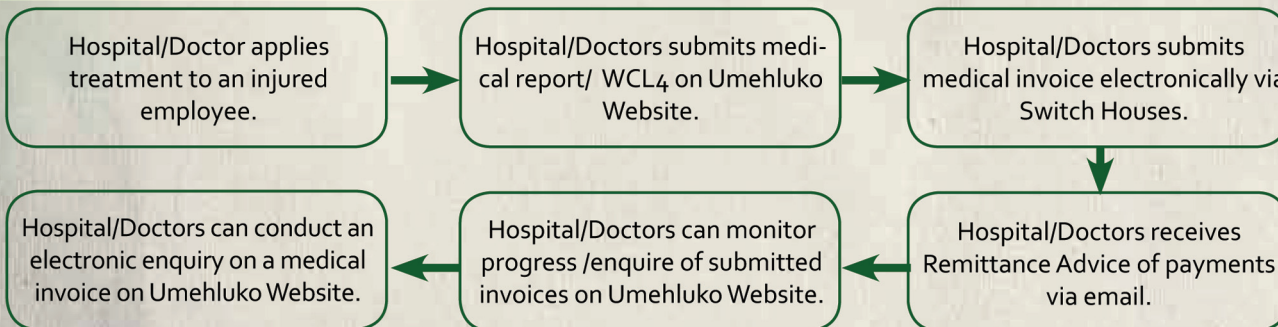 Hospital/Doctor applies
treatment to an injured
employee.
Hospital/Doctors submits medi-
cal report/ WCL4 on Umehluko
Website.
Hospital/Doctors submits
medical invoice electronically via
Switch Houses.
Hospital/Doctors receives
Remittance Advice of payments
via email.
Hospital/Doctors can monitor
progress /enquire of submitted
invoices on Umehluko Website.
Hospital/Doctors can conduct an
electronic enquiry on a medical
invoice on Umehluko Website.